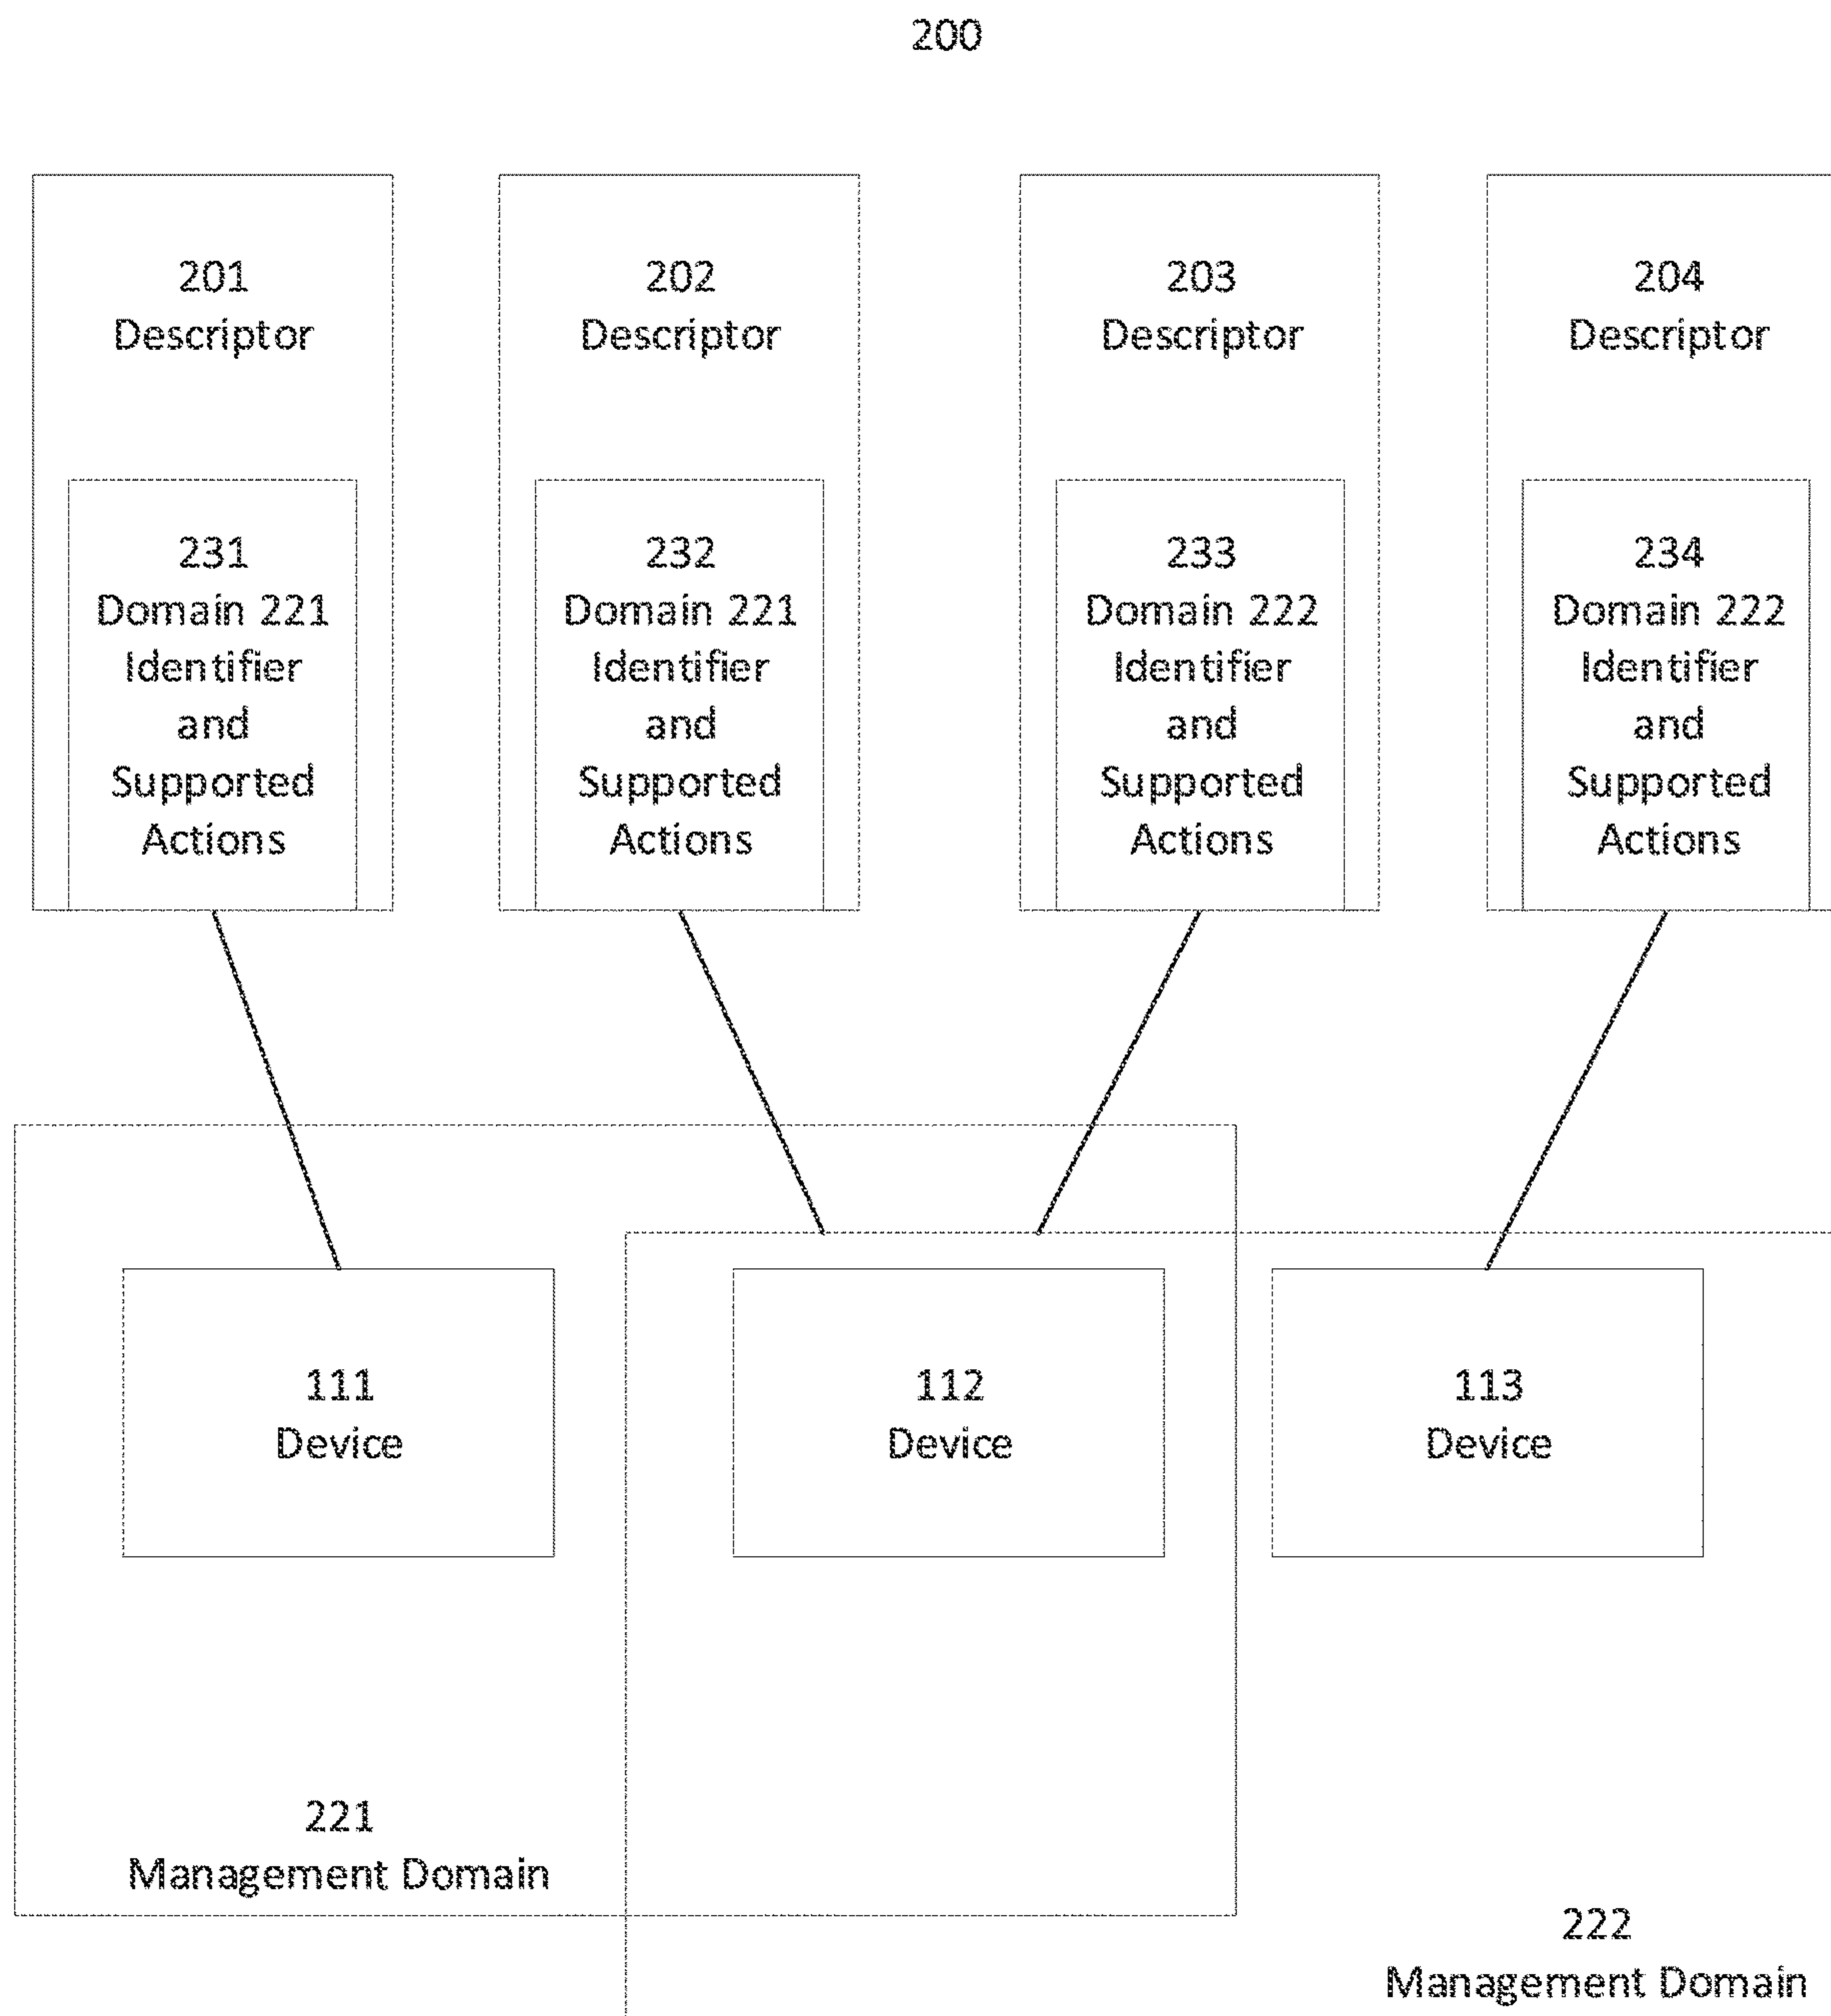 200
201
Descriptor
202
Descriptor
203
Descriptor
204
Descriptor
231
Domain 221
Identifier
and
Supported
Actions
232
Domain 221
Identifier
and
Supported
Actions
233
Domain 222
Identifier
and
Supported
Actions
234
Domain 222
Identifier
and
Supported
Actions
111
Device
112
Device
113
Device
221
Management Domain
222
Management Domain